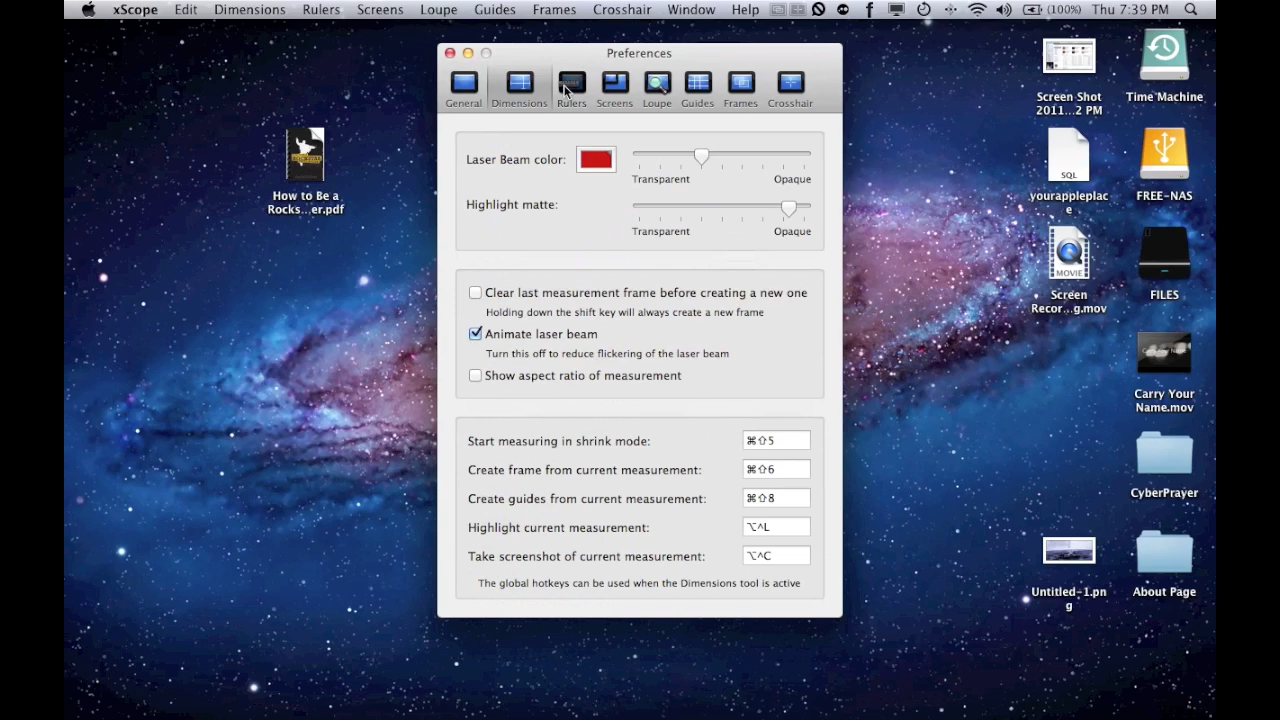 xScope Edit Dimensions Rulers Screens Loupe Guides Frames Crosshair Window Help (100%) Thu 7:39 PM
Preferences
General Dimensions Rulers Screens Loupe Guides Frames Crosshair
Laser Beam color:
Transparent Opaque
Highlight matte:
Transparent Opaque
Clear last measurement frame before creating a new one
Holding down the shift key will always create a new frame
Animate laser beam
Turn this off to reduce flickering of the laser beam
Show aspect ratio of measurement
Start measuring in shrink mode: ⌘⇧5
Create frame from current measurement: ⌘⇧6
Create guides from current measurement: ⌘⇧8
Highlight current measurement: ⌥^L
Take screenshot of current measurement: ⌥^C
The global hotkeys can be used when the Dimensions tool is active
How to Be a
Rocks...er.pdf
Screen Shot
2011...2 PM
Time Machine
SQL
yourappleplac
e
FREE-NAS
MOVIE
Screen
Recor...g.mov
FILES
Carry Your
Name.mov
CyberPrayer
Untitled-1.pn
g
About Page